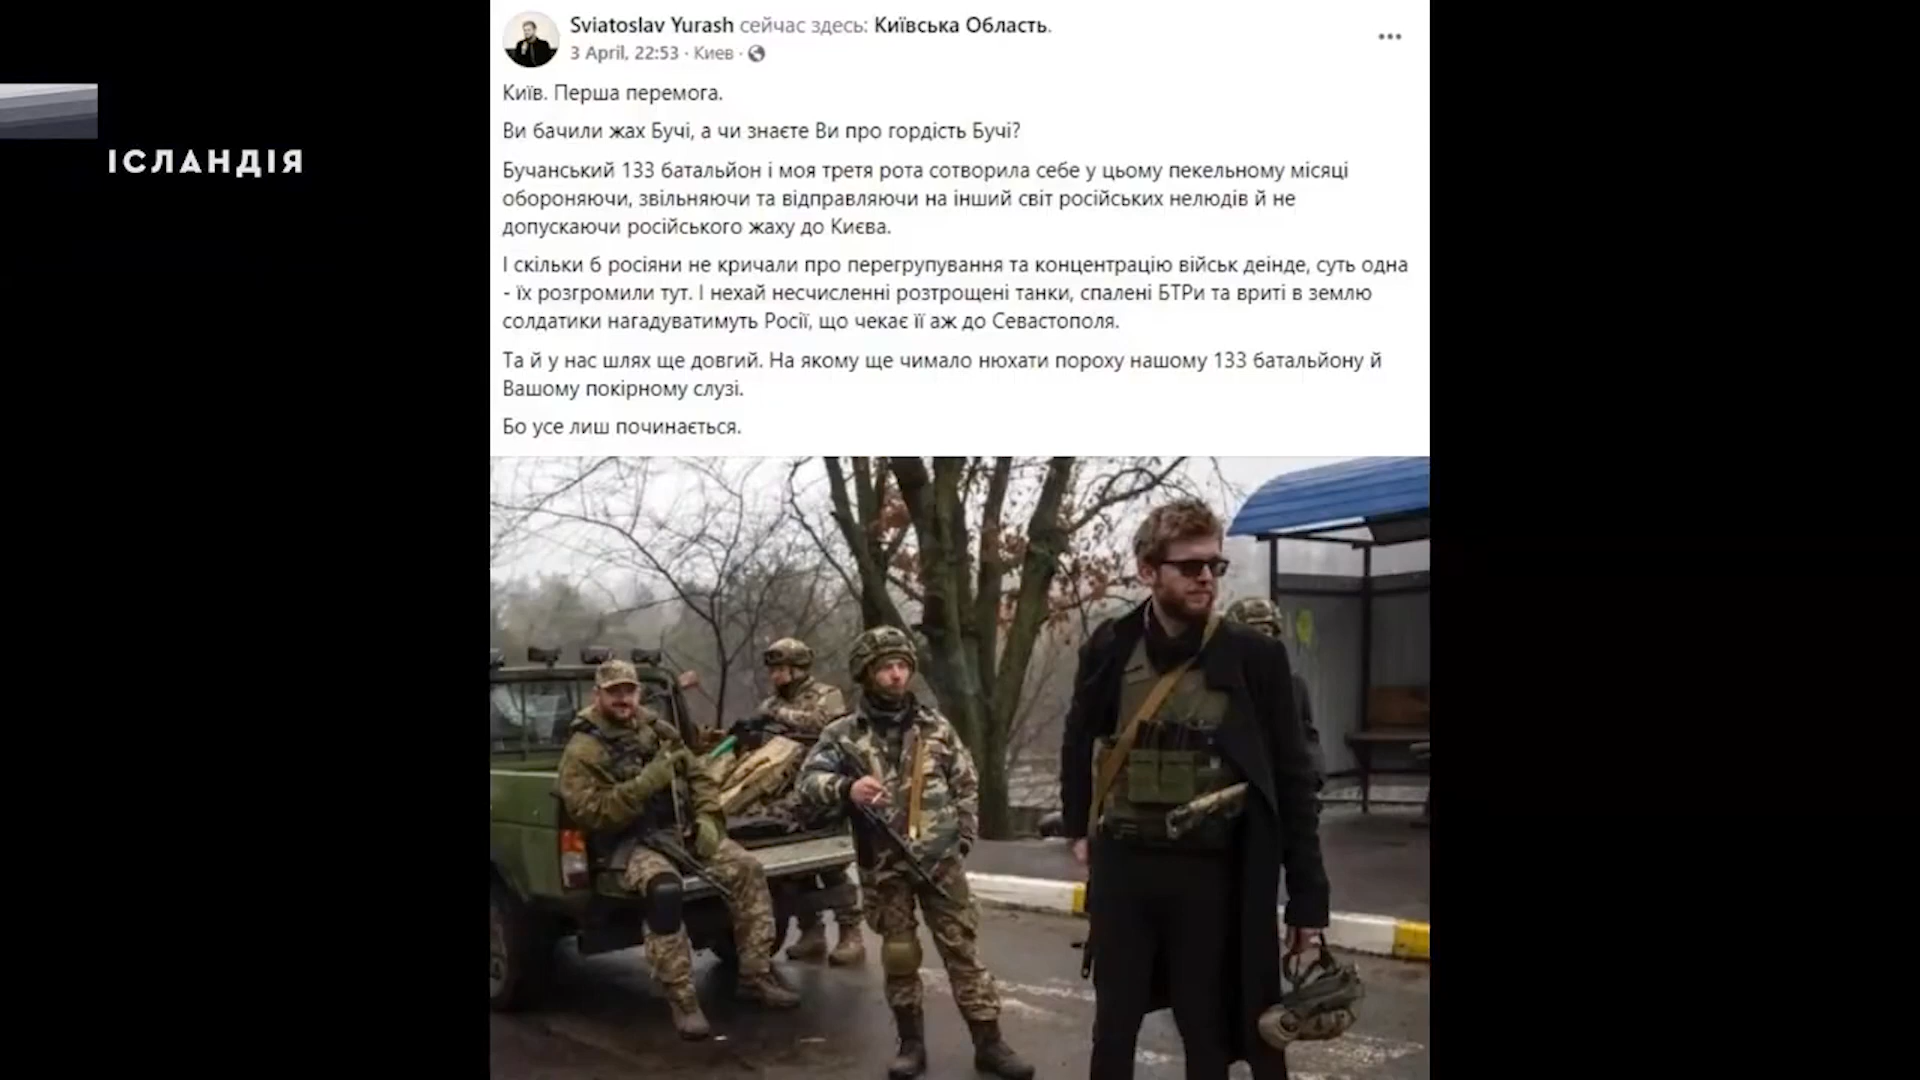 ІСЛАНДІЯ
Sviatoslav Yurash сейчас здесь: Київська Область.
3 April, 22:53 · Киев ·
Київ. Перша перемога.
Ви бачили жах Бучі, а чи знаєте Ви про гордість Бучі?
Бучанський 133 батальйон і моя третя рота сотворила себе у цьому пекельному місяці
обороняючи, звільняючи та відправляючи на інший світ російських нелюдів й не
допускаючи російського жаху до Києва.
І скільки б росіяни не кричали про перегрупування та концентрацію військ деінде, суть одна
- їх розгромили тут. І нехай несчисленні розтрощені танки, спалені БТРи та вриті в землю
солдатики нагадуватимуть Росії, що чекає її аж до Севастополя.
Та й у нас шлях ще довгий. На якому ще чимало нюхати пороху нашому 133 батальйону й
Вашому покірному слузі.
Бо усе лиш починається.